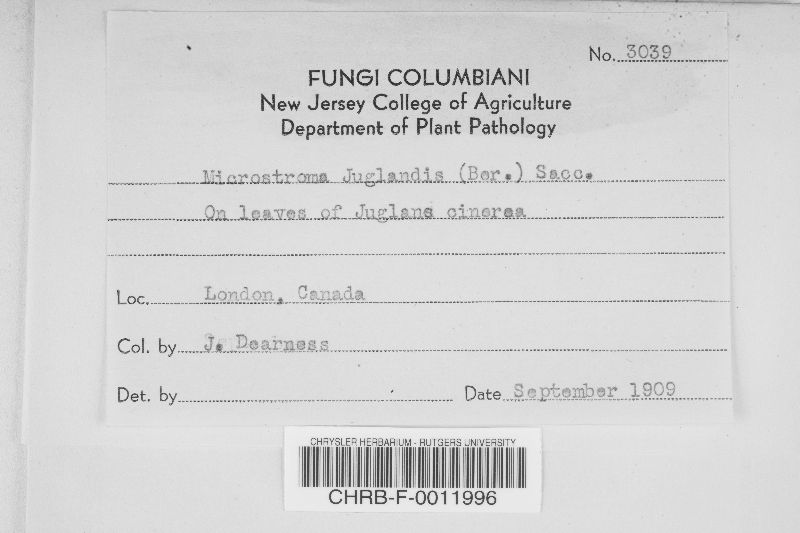 No. 3039
FUNGI COLUMBIANI
New Jersey College of Agriculture
Department of Plant Pathology
Microstroma Juglandis (Ber.) Sacc.
On leaves of Juglans cinerea
Loc. London, Canada
Col. by J. Dearness
Det. by Date September 1909
CHRYSLER HERBARIUM - RUTGERS UNIVERSITY
CHRB-F-0011996